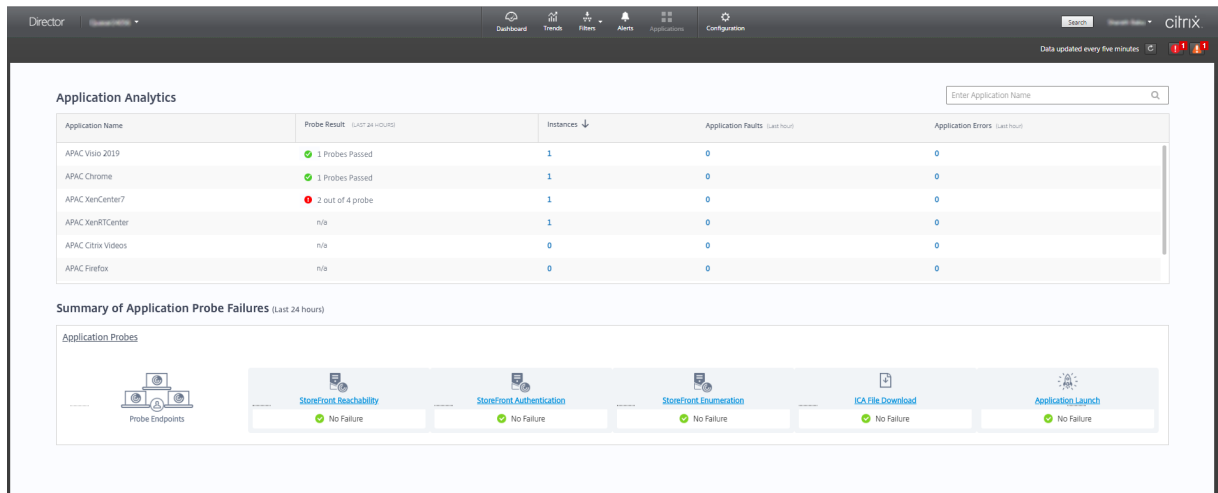 Director
Dashboard Trends Filters Alerts Applications Configuration
Search
citrix
Data updated every five minutes
1 1
Application Analytics
Enter Application Name
Application Name Probe Result (LAST 24 HOURS) Instances Application Faults (Last hour) Application Errors (Last hour)
APAC Visio 2019 1 Probes Passed 1 0 0
APAC Chrome 1 Probes Passed 1 0 0
APAC XenCenter7 2 out of 4 probe 1 0 0
APAC XenRTCenter n/a 1 0 0
APAC Citrix Videos n/a 0 0 0
APAC Firefox n/a 0 0 0
Summary of Application Probe Failures (Last 24 hours)
Application Probes
Probe Endpoints
StoreFront Reachability StoreFront Authentication StoreFront Enumeration ICA File Download Application Launch
No Failure No Failure No Failure No Failure No Failure